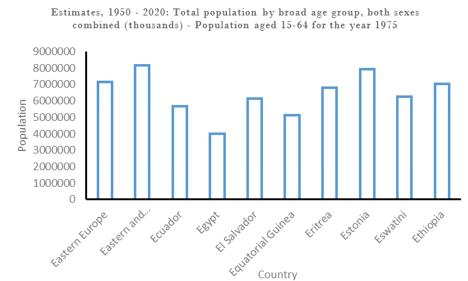 Estimates, 1950 - 2020: Total population by broad age group, both sexes
combined (thousands) - Population aged 15-64 for the year 1975
9000000
8000000
7000000
6000000
5000000
4000000
3000000
2000000
1000000
0
Population
Eastern Europe
Eastern and...
Ecuador
Egypt
El Salvador
Equatorial Guinea
Eritrea
Estonia
Eswatini
Ethiopia
Country